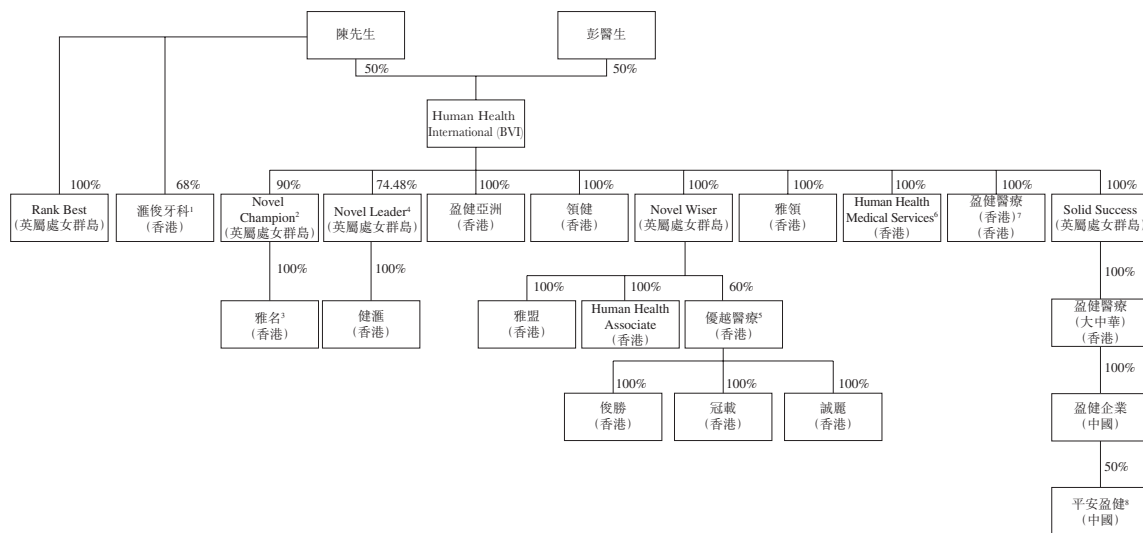 陳先生
彭醫生
50%
50%
Human Health
International (BVI)
100%
68%
90%
74.48%
100%
100%
100%
100%
100%
100%
100%
Rank Best
(英屬處女群島)
滙俊牙科¹
(香港)
Novel
Champion²
(英屬處女群島)
Novel Leader⁴
(英屬處女群島)
盈健亞洲
(香港)
領健
(香港)
Novel Wiser
(英屬處女群島)
雅領
(香港)
Human Health
Medical Services⁶
(香港)
盈健醫療
(香港)⁷
(香港)
Solid Success
(英屬處女群島)
100%
100%
100%
100%
60%
100%
雅名³
(香港)
健滙
(香港)
雅盟
(香港)
Human Health
Associate
(香港)
優越醫療⁵
(香港)
盈健醫療
(大中華)
(香港)
100%
100%
100%
100%
俊勝
(香港)
冠載
(香港)
誠麗
(香港)
盈健企業
(中國)
50%
平安盈健⁸
(中國)